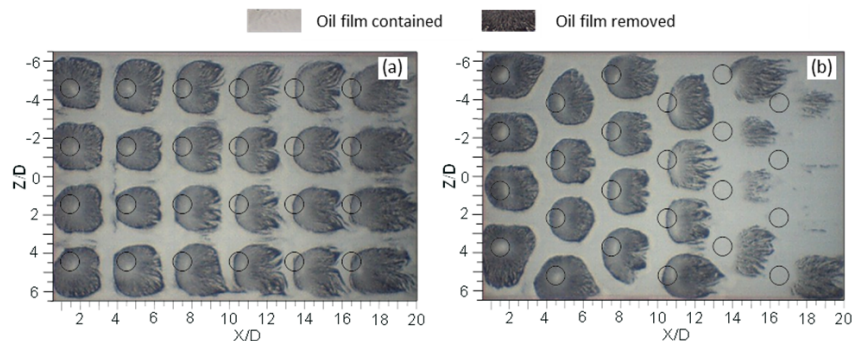 Oil film contained Oil film removed
(a) (b)
-6 -6
-4 -4
-2 -2
Z/D 0 Z/D 0
2 2
4 4
6 6
2 4 6 8 10 12 14 16 18 20 2 4 6 8 10 12 14 16 18 20
X/D X/D